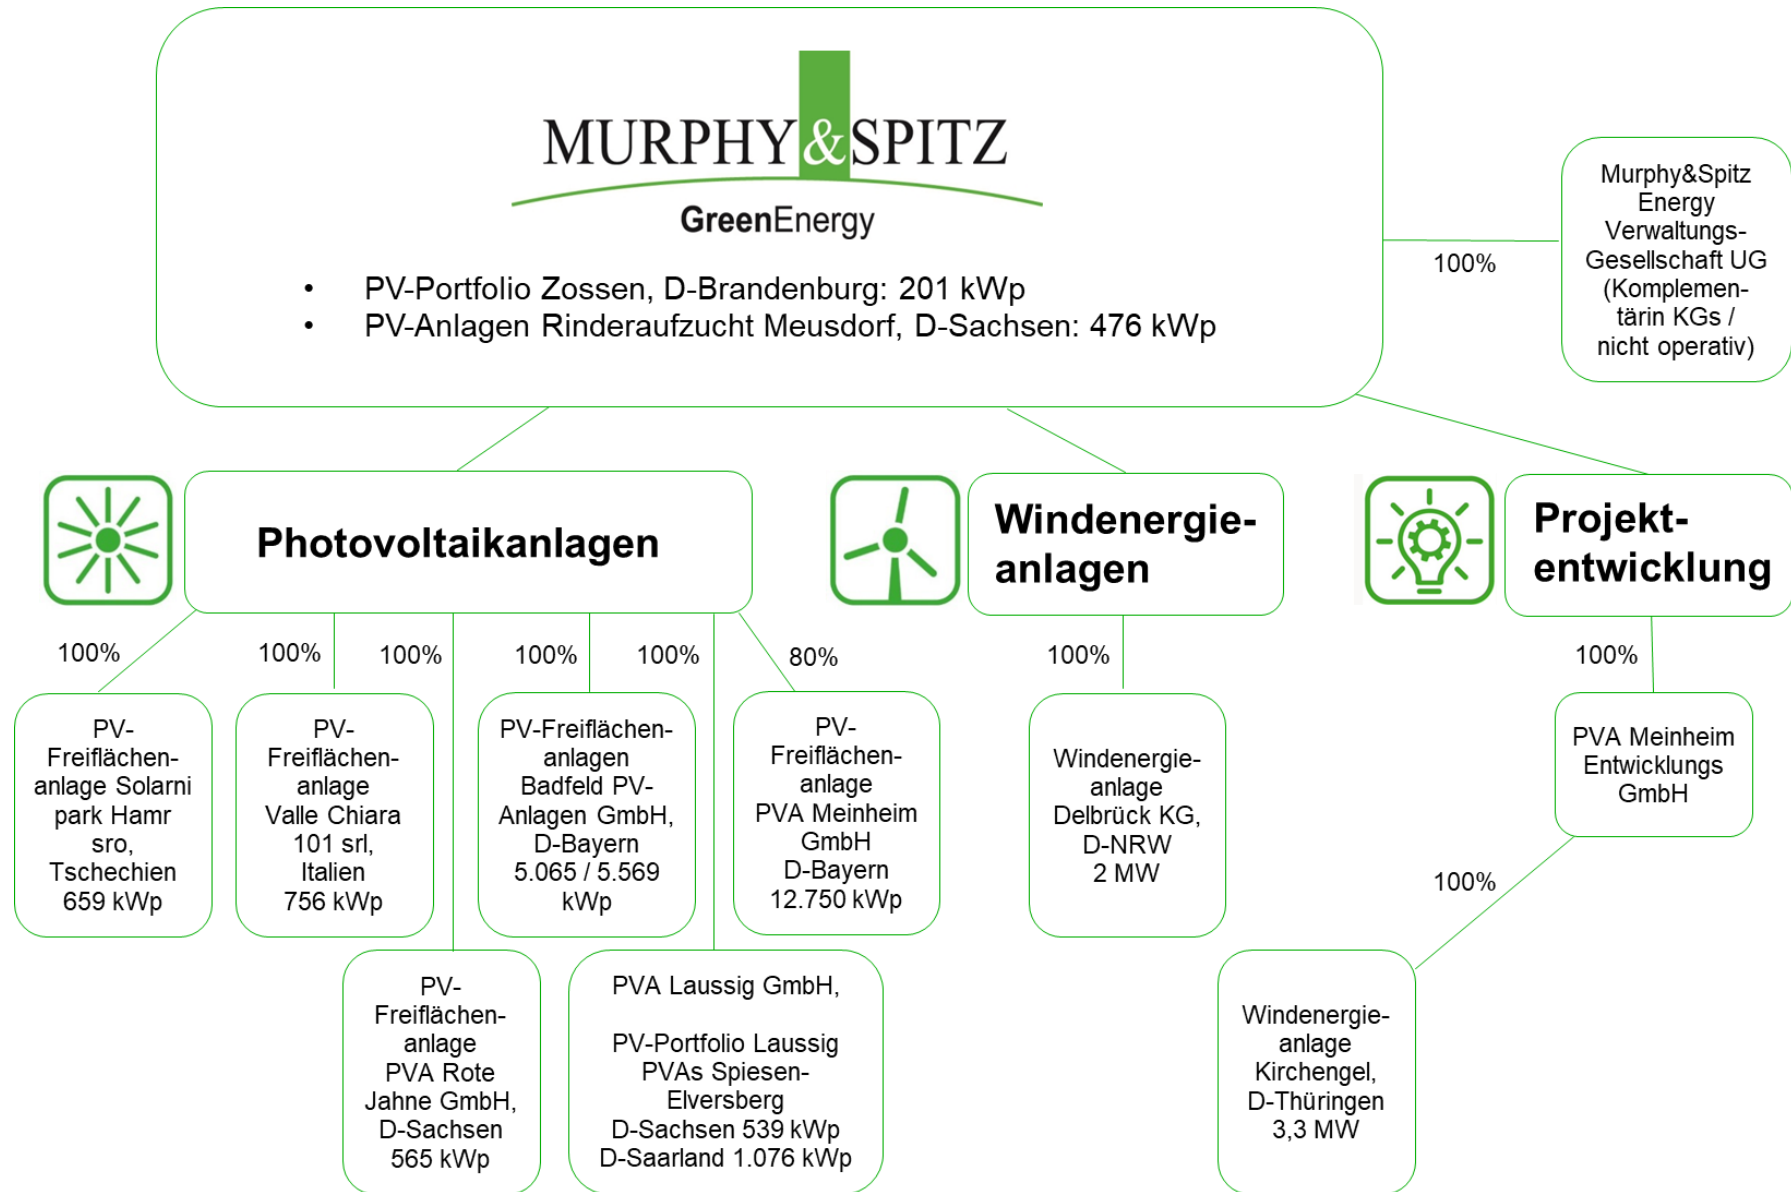 MURPHY & SPITZ
GreenEnergy
• PV-Portfolio Zossen, D-Brandenburg: 201 kWp
• PV-Anlagen Rinderaufzucht Meusdorf, D-Sachsen: 476 kWp
100%
Murphy&Spitz
Energy
Verwaltungs-
Gesellschaft UG
(Komplemen-
tärin KGs /
nicht operativ)
Photovoltaikanlagen
Windenergie-
anlagen
Projekt-
entwicklung
100%
100%
100%
100%
100%
80%
100%
100%
PV-
Freiflächen-
anlage Solarni
park Hamr
sro,
Tschechien
659 kWp
PV-
Freiflächen-
anlage
Valle Chiara
101 srl,
Italien
756 kWp
PV-Freiflächen-
anlagen
Badfeld PV-
Anlagen GmbH,
D-Bayern
5.065 / 5.569
kWp
PV-
Freiflächen-
anlage
PVA Meinheim
GmbH
D-Bayern
12.750 kWp
Windenergie-
anlage
Delbrück KG,
D-NRW
2 MW
PVA Meinheim
Entwicklungs
GmbH
100%
PV-
Freiflächen-
anlage
PVA Rote
Jahne GmbH,
D-Sachsen
565 kWp
PVA Laussig GmbH,
PV-Portfolio Laussig
PVAs Spiesen-
Elversberg
D-Sachsen 539 kWp
D-Saarland 1.076 kWp
Windenergie-
anlage
Kirchengel,
D-Thüringen
3,3 MW